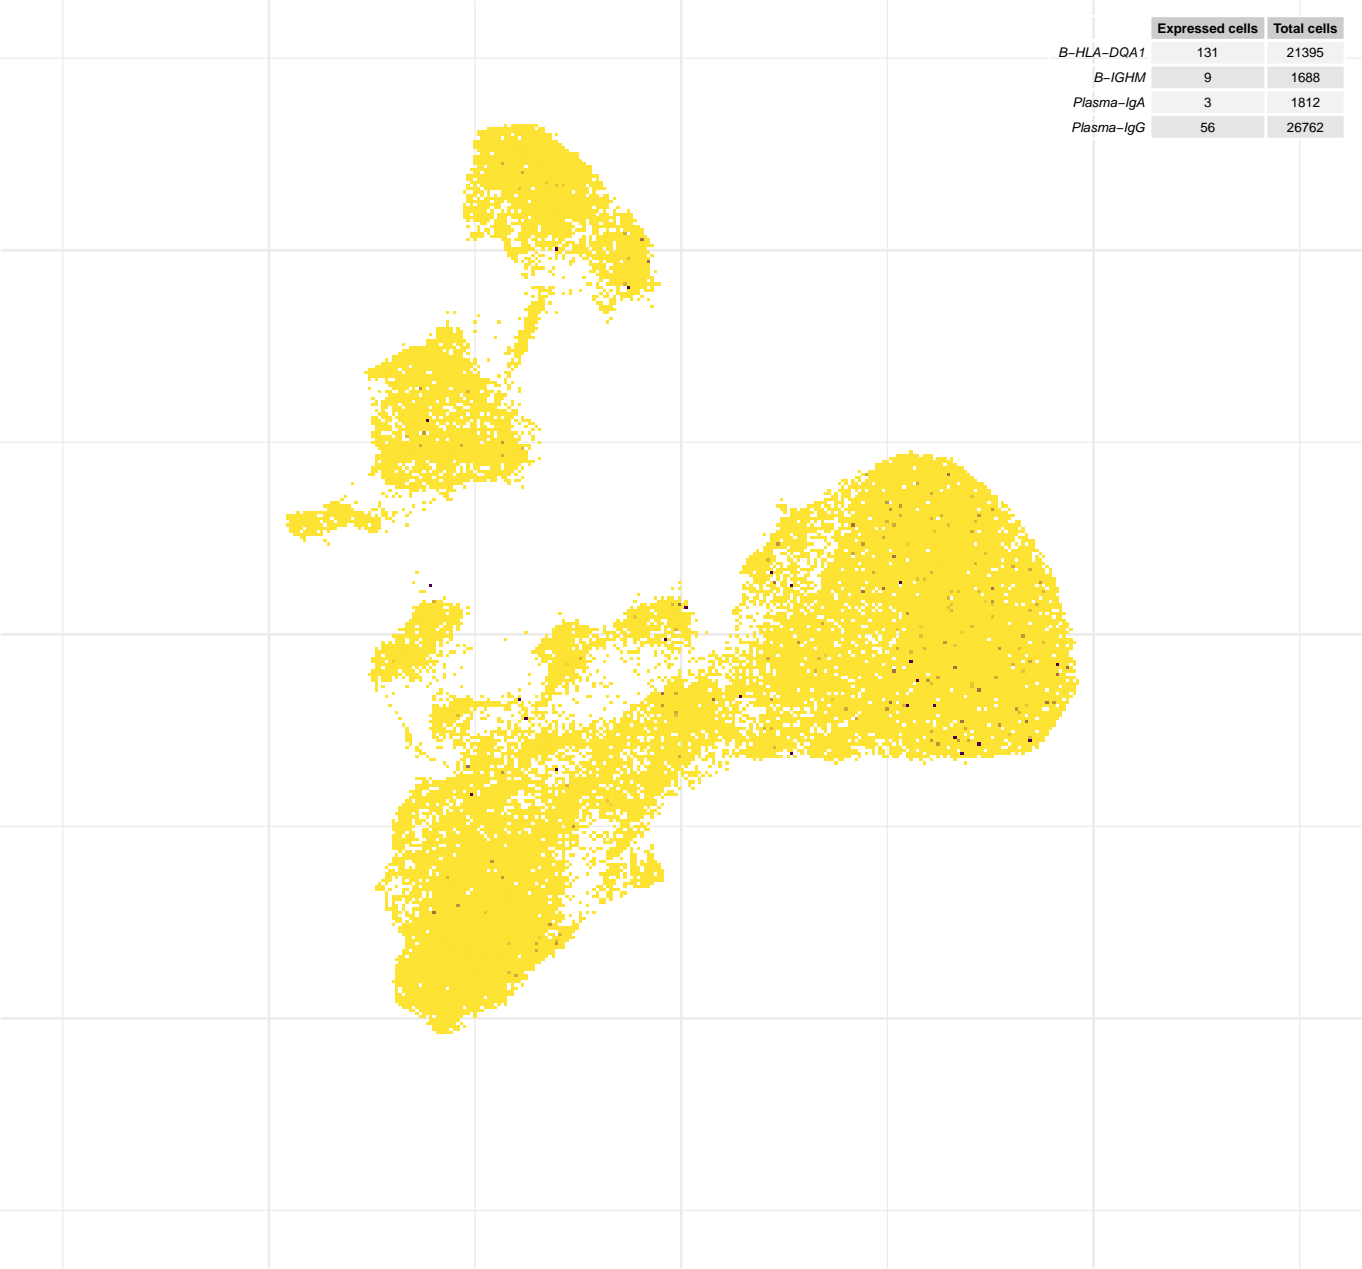 Expressed cells Total cells
B−HLA−DQA1 131 21395
B−IGHM 9 1688
Plasma−IgA 3 1812
Plasma−IgG 56 26762